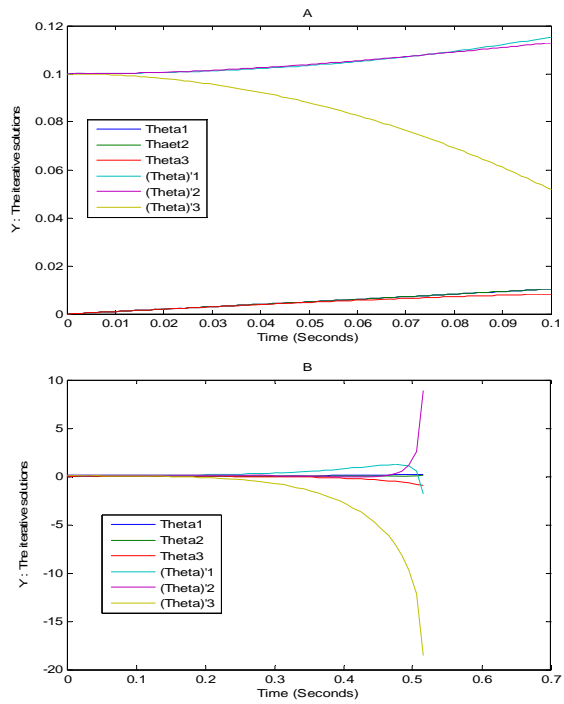 A
0.12
0.1
0.08
0.06
0.04
0.02
0
Y : The iterative solutions
Theta1
Thaet2
Theta3
(Theta)'1
(Theta)'2
(Theta)'3
0 0.01 0.02 0.03 0.04 0.05 0.06 0.07 0.08 0.09 0.1
Time (Seconds)
B
10
5
0
-5
-10
-15
-20
Y : The iterative solutions
Theta1
Theta2
Theta3
(Theta)'1
(Theta)'2
(Theta)'3
0 0.1 0.2 0.3 0.4 0.5 0.6 0.7
Time (Seconds)